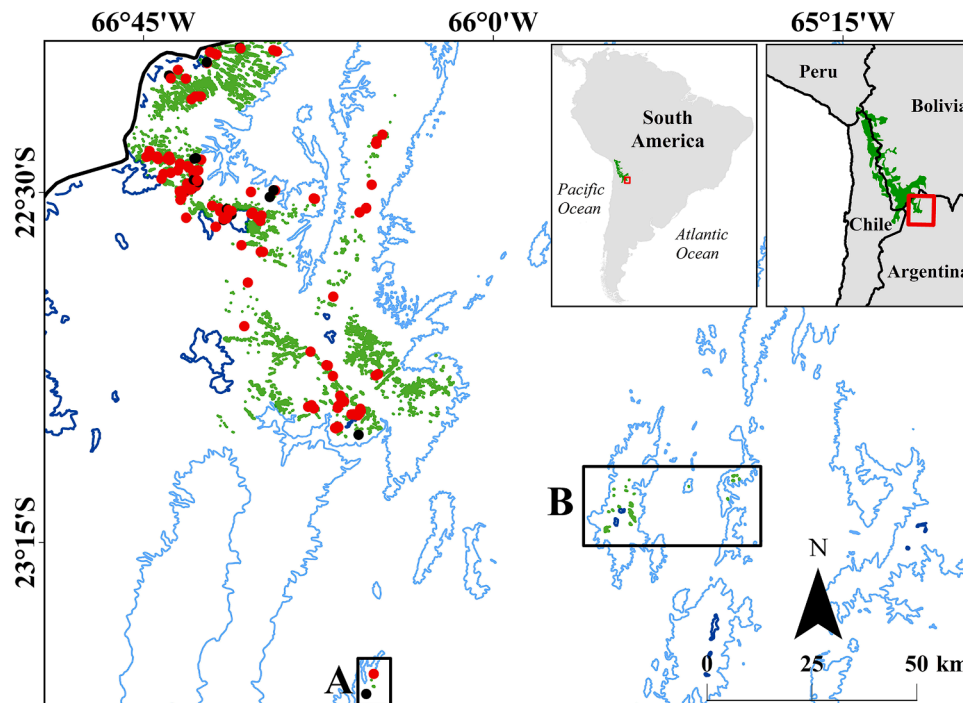 66°45'W 66°0'W 65°15'W
22°30'S
23°15'S
South
America
Pacific
Ocean
Atlantic
Ocean
Peru
Bolivia
Chile
Argentina
B
A
N
0 25 50 km